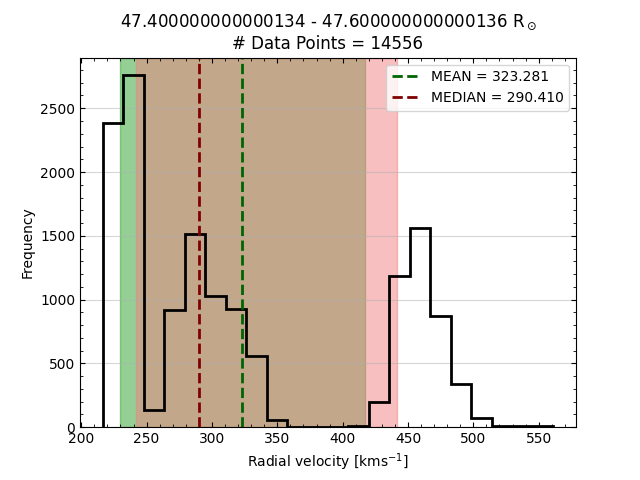 47.400000000000134 - 47.600000000000136 R⊙
# Data Points = 14556
MEAN = 323.281
MEDIAN = 290.410
Frequency
2500
2000
1500
1000
500
0
200 250 300 350 400 450 500 550
Radial velocity [kms⁻¹]